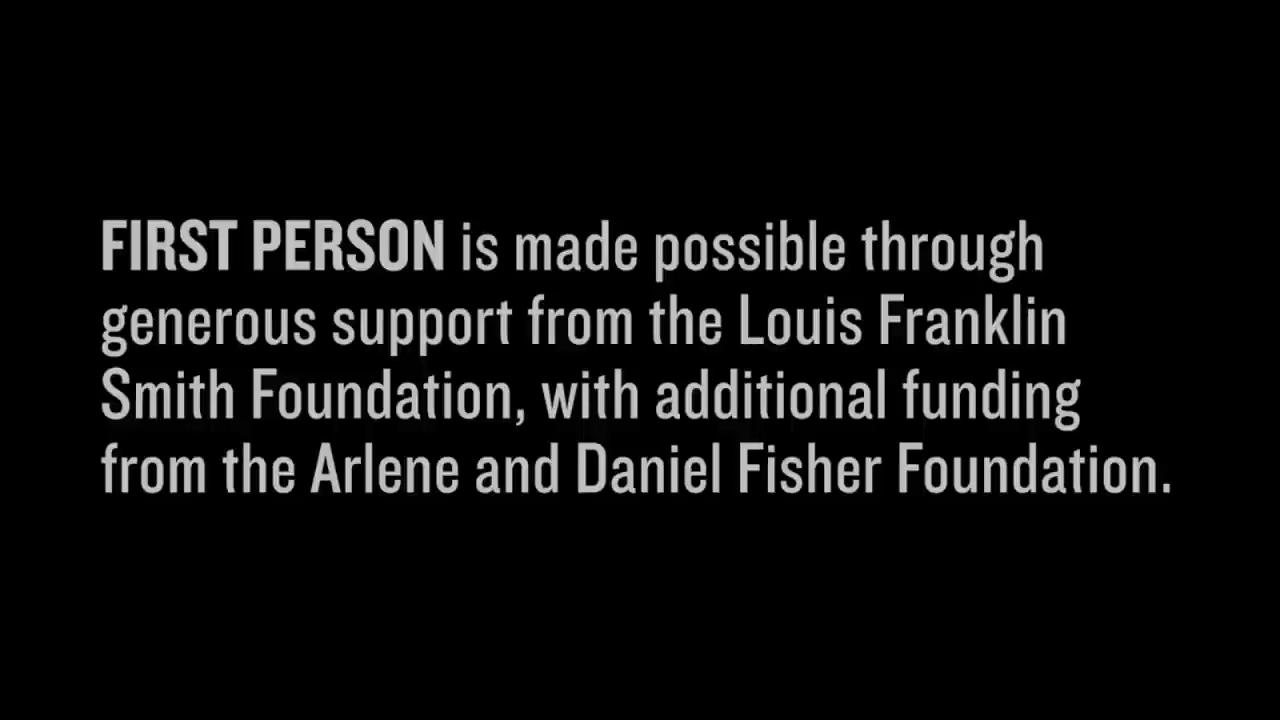 FIRST PERSON is made possible through
generous support from the Louis Franklin
Smith Foundation, with additional funding
from the Arlene and Daniel Fisher Foundation.